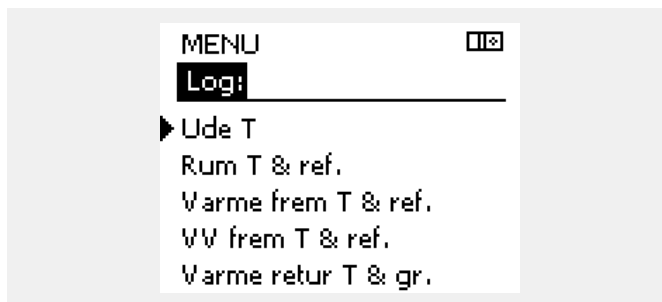 MENU
Log:
Ude T
Rum T & ref.
Varme frem T & ref.
VV frem T & ref.
Varme retur T & gr.